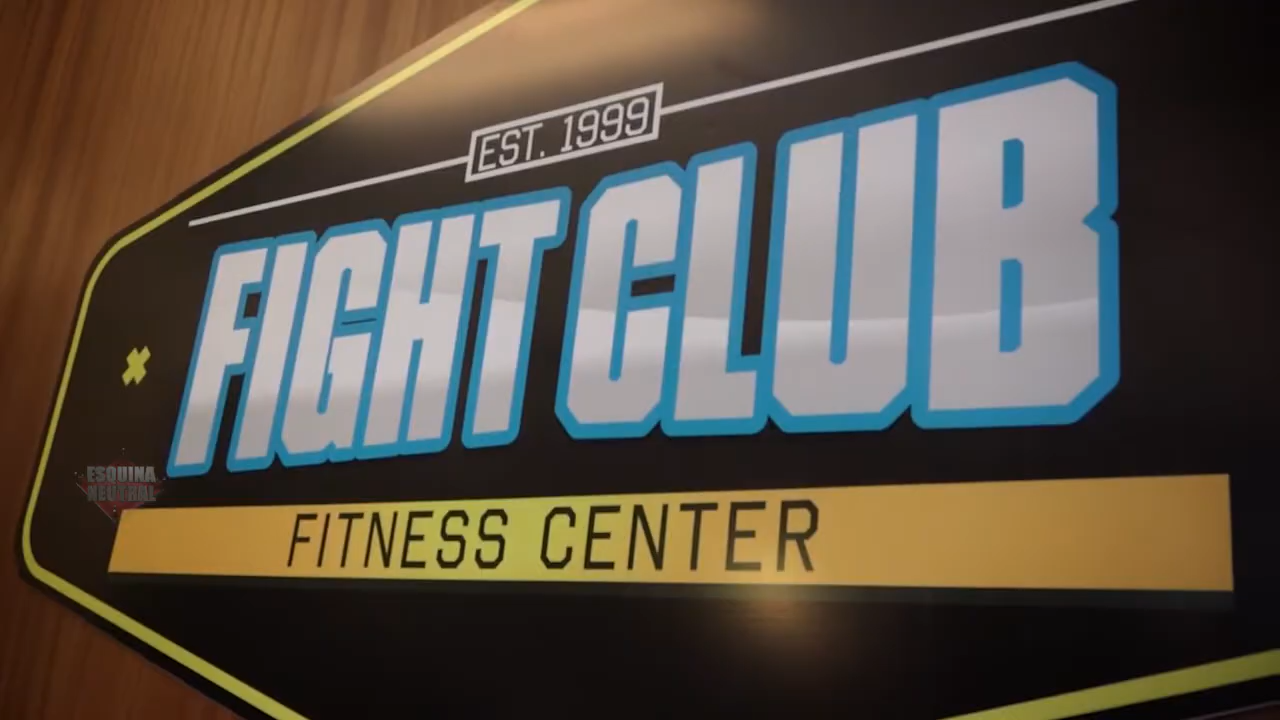 EST. 1999
FIGHT CLUB
FITNESS CENTER
ESQUINA
NEUTRAL